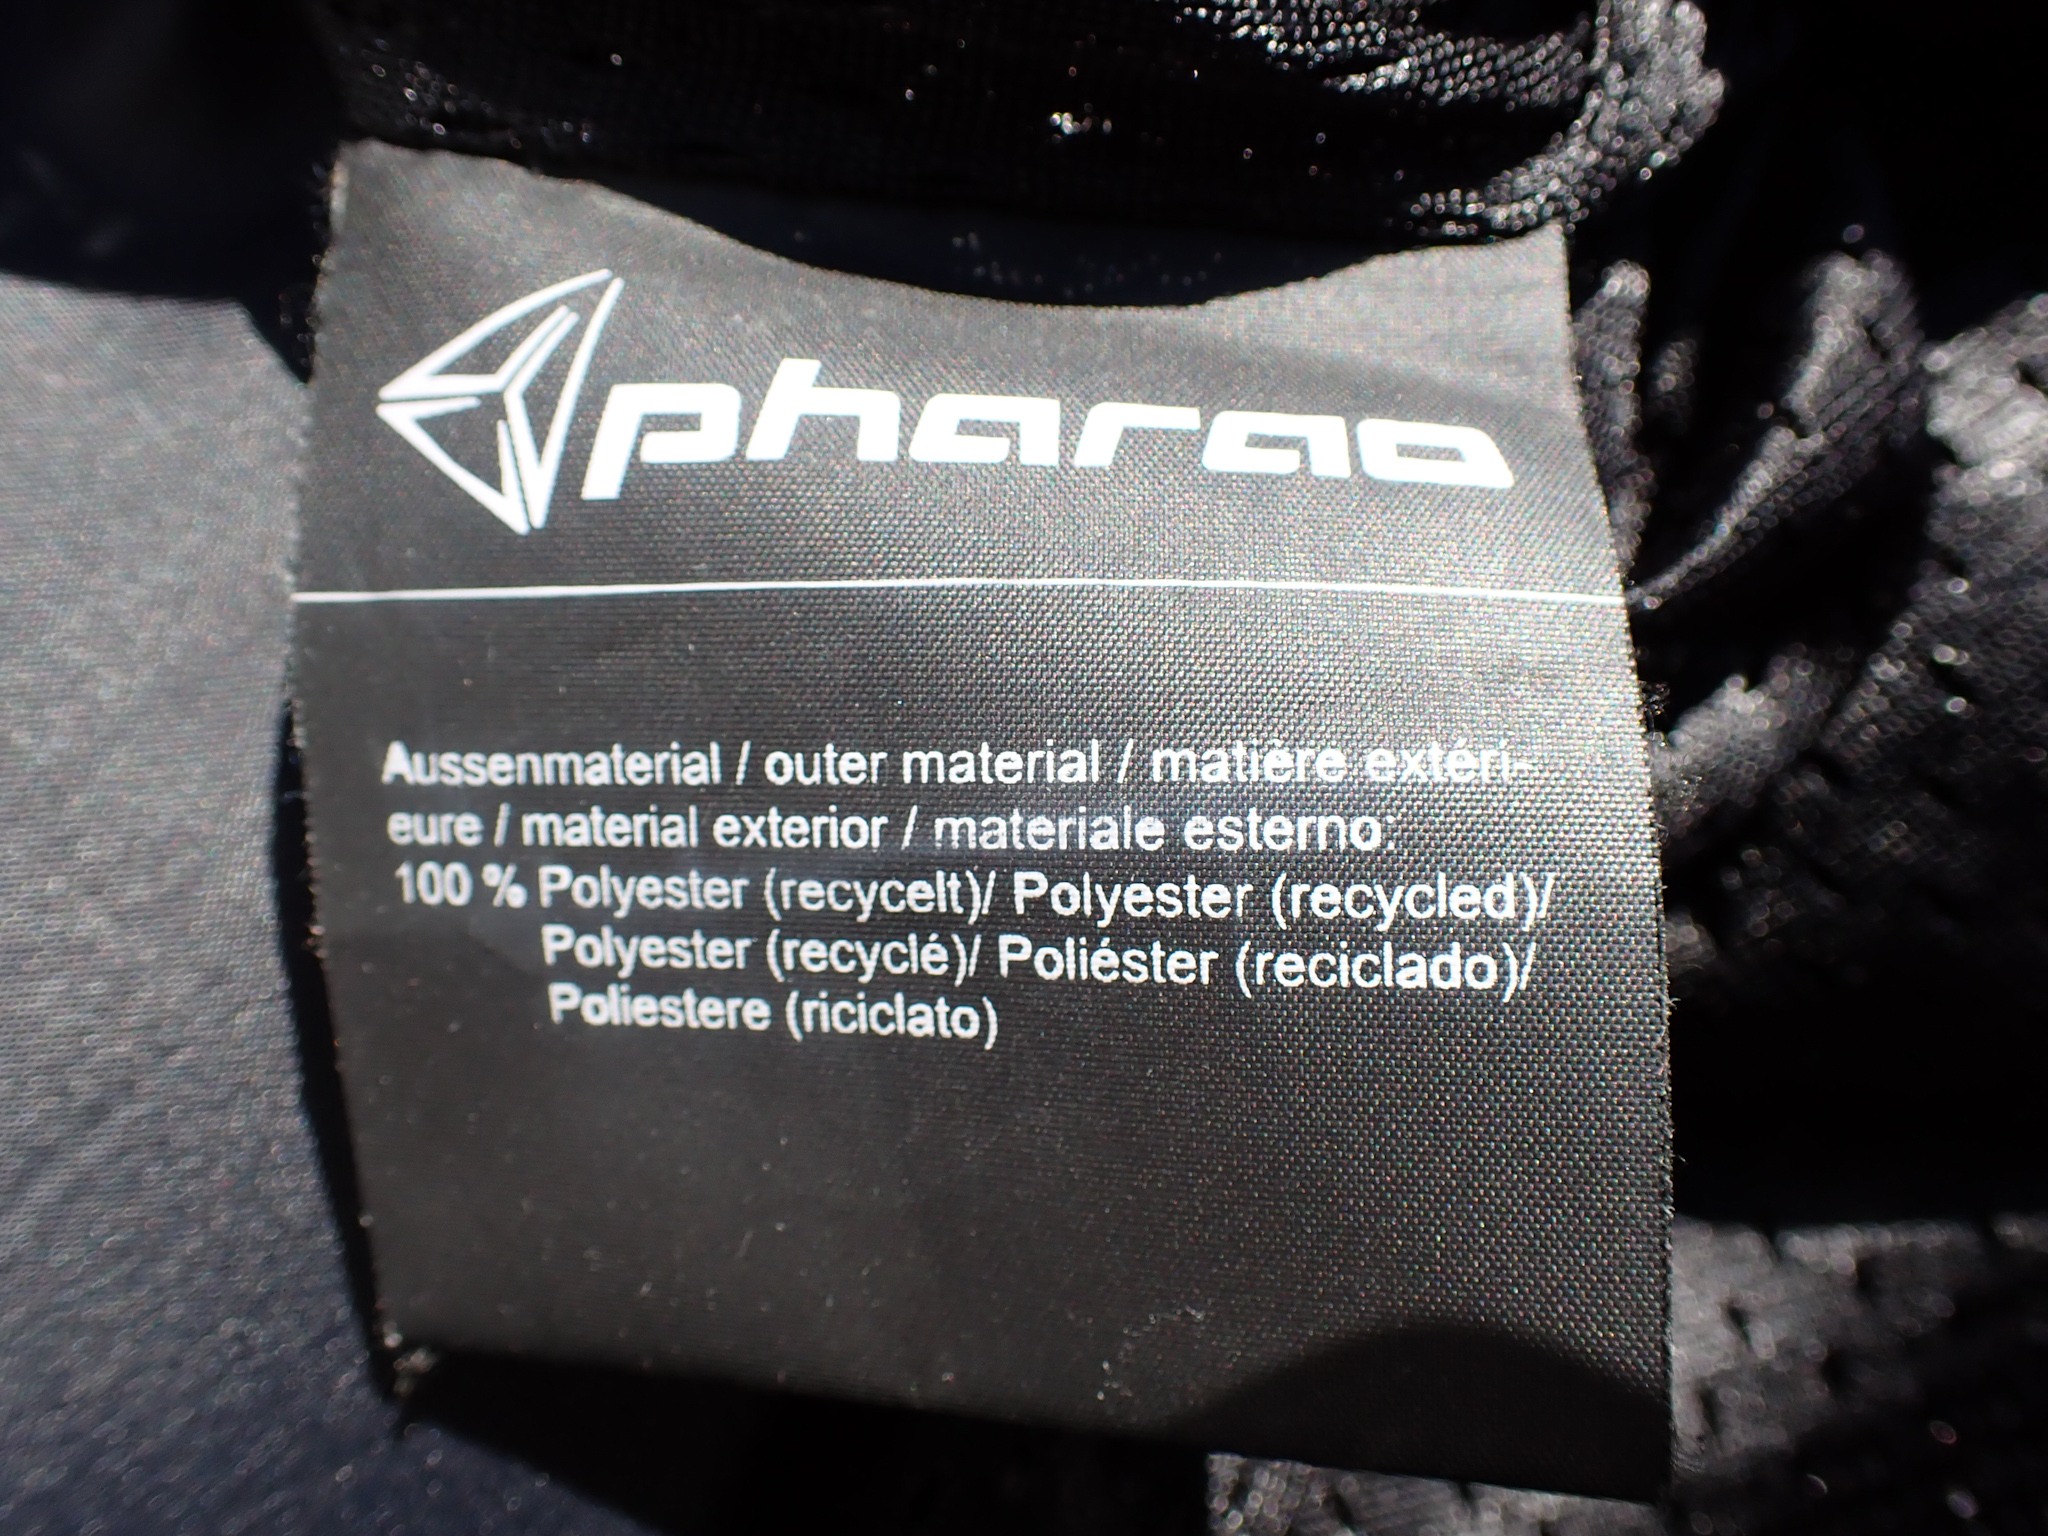 pharao
Aussenmaterial / outer material / matière extéri-
eure / material exterior / materiale esterno:
100 % Polyester (recycelt)/ Polyester (recycled)/
Polyester (recyclé)/ Poliéster (reciclado)/
Poliestere (riciclato)